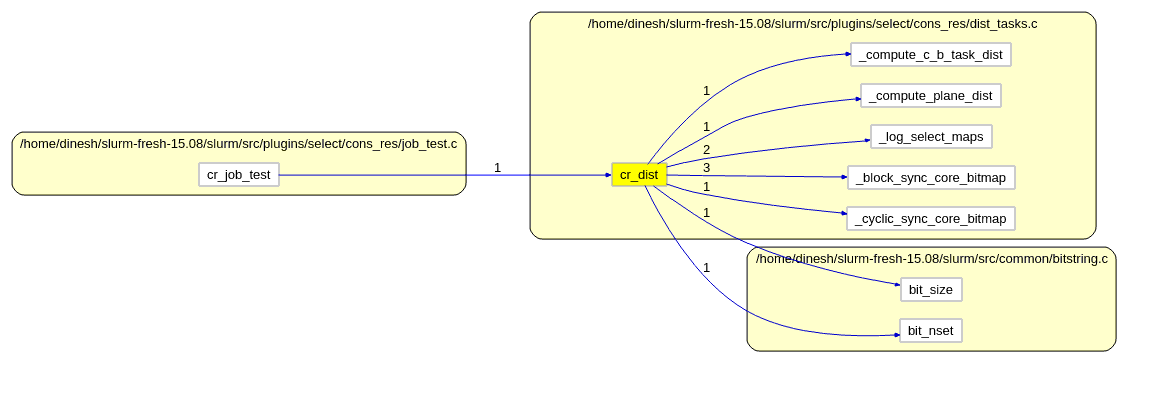 /home/dinesh/slurm-fresh-15.08/slurm/src/plugins/select/cons_res/dist_tasks.c
_compute_c_b_task_dist
1
_compute_plane_dist
1
_log_select_maps
2
/home/dinesh/slurm-fresh-15.08/slurm/src/plugins/select/cons_res/job_test.c
cr_job_test
1
cr_dist
3
_block_sync_core_bitmap
1
_cyclic_sync_core_bitmap
1
/home/dinesh/slurm-fresh-15.08/slurm/src/common/bitstring.c
1
bit_size
bit_nset